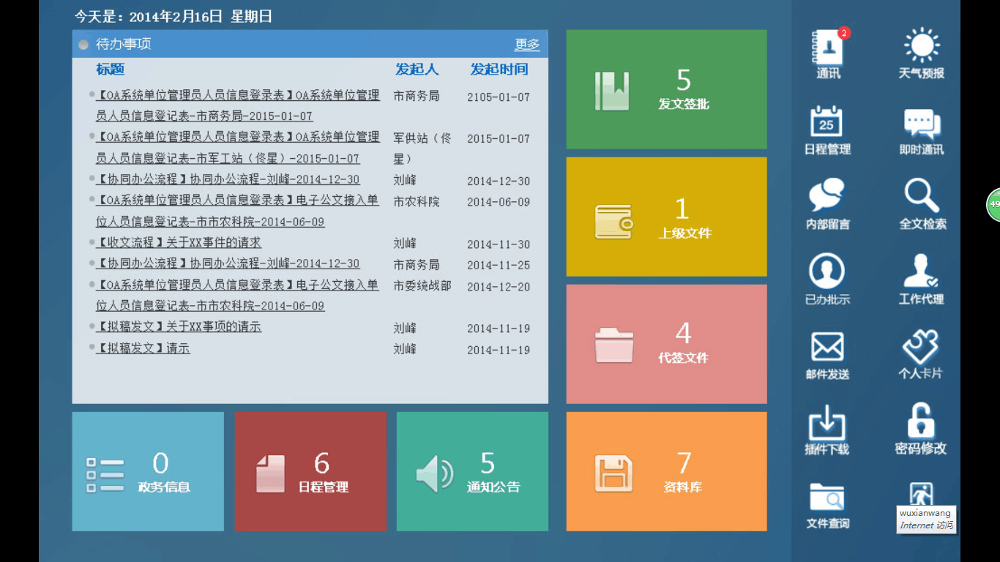 今天是：2014年2月16日 星期日
待办事项 更多
标题 发起人 发起时间
【OA系统单位管理员人员信息登录表】OA系统单位管理 市商务局 2105-01-07
员人员信息登记表-市商务局-2015-01-07
【OA系统单位管理员人员信息登录表】OA系统单位管理 军供站（佟 2015-01-07
员人员信息登记表-市军工站（佟星）-2015-01-07 星）
【协同办公流程】协同办公流程-刘峰-2014-12-30 刘峰 2014-12-30
【OA系统单位管理员人员信息登录表】电子公文接入单 市农科院 2014-06-09
位人员信息登记表-市市农科院-2014-06-09
【收文流程】关于XX事件的请求 刘峰 2014-11-30
【协同办公流程】协同办公流程-刘峰-2014-12-30 市商务局 2014-11-25
【OA系统单位管理员人员信息登录表】电子公文接入单 市委统战部 2014-12-20
位人员信息登记表-市市农科院-2014-06-09
【拟稿发文】关于XX事项的请示 刘峰 2014-11-19
【拟稿发文】请示 刘峰 2014-11-19
5
发文签批
1
上级文件
4
代签文件
0
政务信息
6
日程管理
5
通知公告
7
资料库
2
通讯
天气预报
25
日程管理
即时通讯
内部留言
全文检索
已办批示
工作代理
邮件发送
个人卡片
插件下载
密码修改
文件查询
wuxianwang
Internet 访问
49